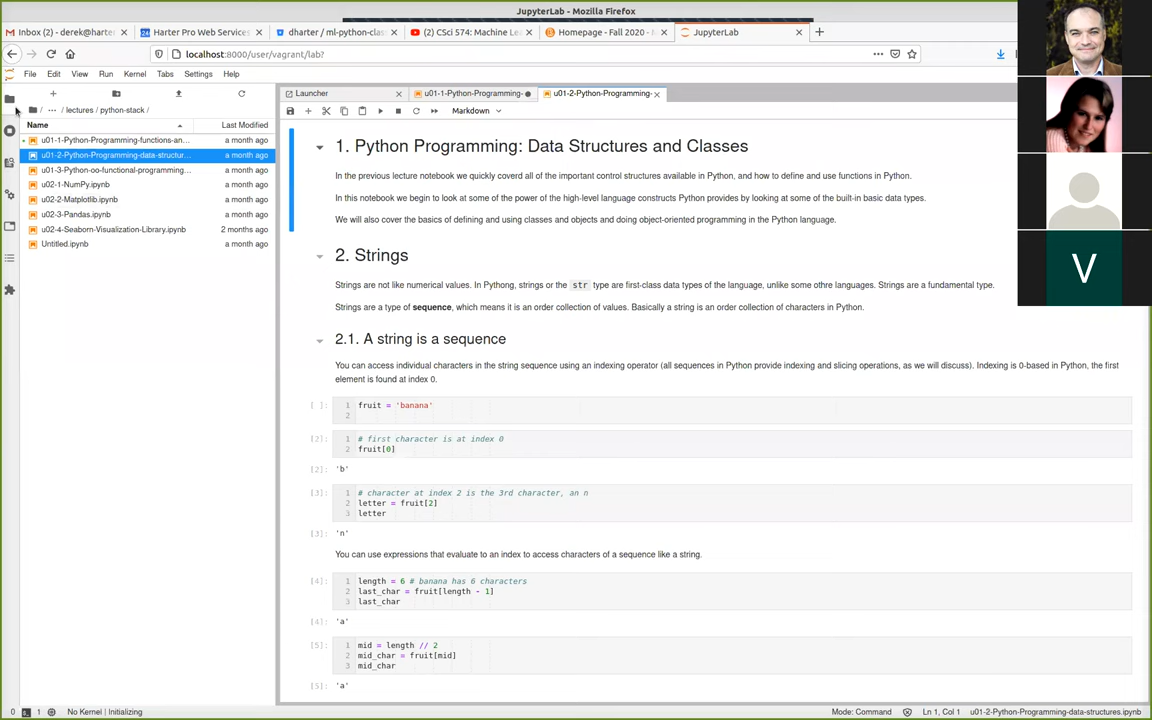 JupyterLab - Mozilla Firefox
Inbox (2) - derek@harter
Harter Pro Web Services
dharter / ml-python-class
(2) CSci 574: Machine Lea
Homepage - Fall 2020 - M
JupyterLab
localhost:8000/user/vagrant/lab?
File Edit View Run Kernel Tabs Settings Help
/ ... / lectures / python-stack /
Name Last Modified
u01-1-Python-Programming-functions-an... a month ago
u01-2-Python-Programming-data-structur... a month ago
u01-3-Python-oo-functional-programming... a month ago
u02-1-NumPy.ipynb a month ago
u02-2-Matplotlib.ipynb a month ago
u02-3-Pandas.ipynb a month ago
u02-4-Seaborn-Visualization-Library.ipynb 2 months ago
Untitled.ipynb a month ago
Launcher
u01-1-Python-Programming-
u01-2-Python-Programming-
Markdown
1. Python Programming: Data Structures and Classes
In the previous lecture notebook we quickly coverd all of the important control structures available in Python, and how to define and use functions in Python.
In this notebook we begin to look at some of the power of the high-level language constructs Python provides by looking at some of the built-in basic data types.
We will also cover the basics of defining and using classes and objects and doing object-oriented programming in the Python language.
2. Strings
Strings are not like numerical values. In Pythong, strings or the str type are first-class data types of the language, unlike some othre languages. Strings are a fundamental type.
Strings are a type of sequence, which means it is an order collection of values. Basically a string is an order collection of characters in Python.
2.1. A string is a sequence
You can access individual characters in the string sequence using an indexing operator (all sequences in Python provide indexing and slicing operations, as we will discuss). Indexing is 0-based in Python, the first
element is found at index 0.
[ ]: 1 fruit = 'banana'
2
[2]: 1 # first character is at index 0
2 fruit[0]
[2]: 'b'
[3]: 1 # character at index 2 is the 3rd character, an n
2 letter = fruit[2]
3 letter
[3]: 'n'
You can use expressions that evaluate to an index to access characters of a sequence like a string.
[4]: 1 length = 6 # banana has 6 characters
2 last_char = fruit[length - 1]
3 last_char
[4]: 'a'
[5]: 1 mid = length // 2
2 mid_char = fruit[mid]
3 mid_char
[5]: 'a'
V
0 1 No Kernel | Initializing
Mode: Command Ln 1, Col 1 u01-2-Python-Programming-data-structures.ipynb